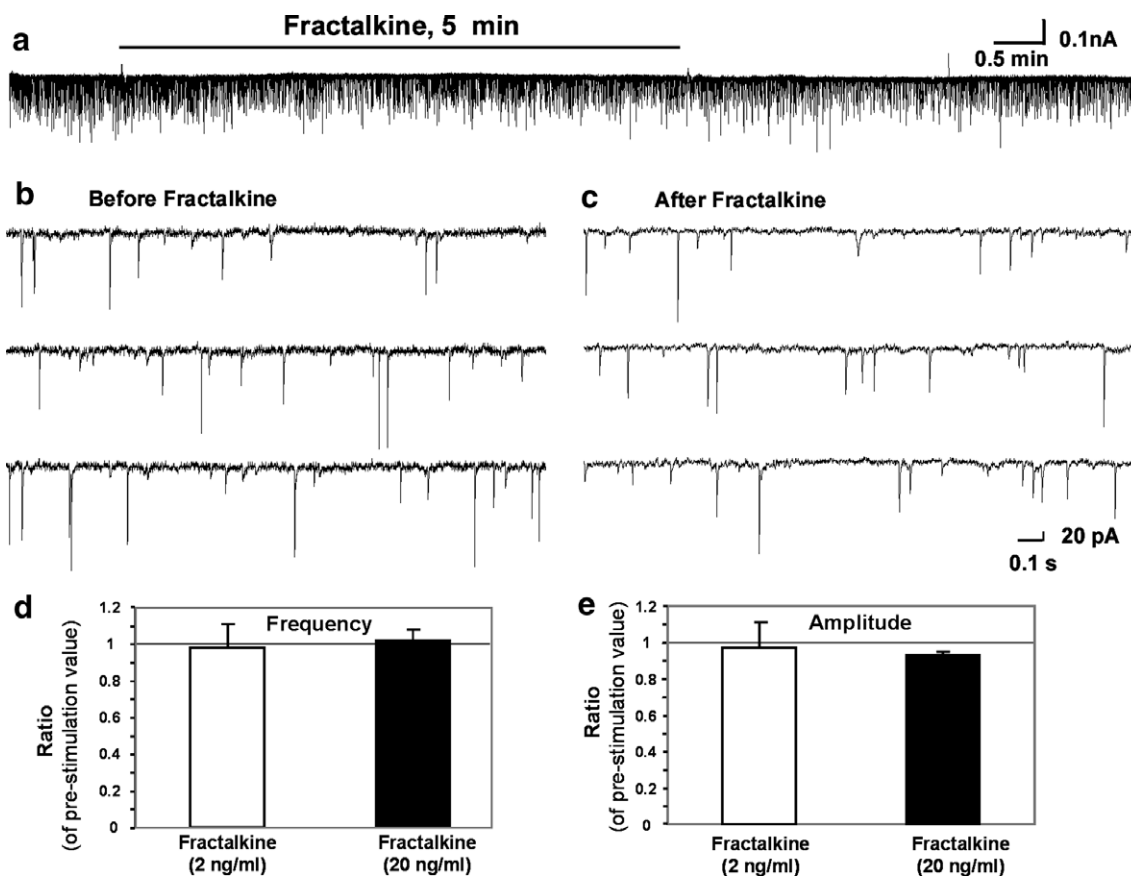 a
Fractalkine, 5 min
0.1nA
0.5 min
b
Before Fractalkine
c
After Fractalkine
20 pA
0.1 s
d
Ratio
(of pre-stimulation value)
1.2
1
0.8
0.6
0.4
0.2
0
Frequency
Fractalkine
(2 ng/ml)
Fractalkine
(20 ng/ml)
e
Ratio
(of pre-stimulation value)
1.2
1
0.8
0.6
0.4
0.2
0
Amplitude
Fractalkine
(2 ng/ml)
Fractalkine
(20 ng/ml)